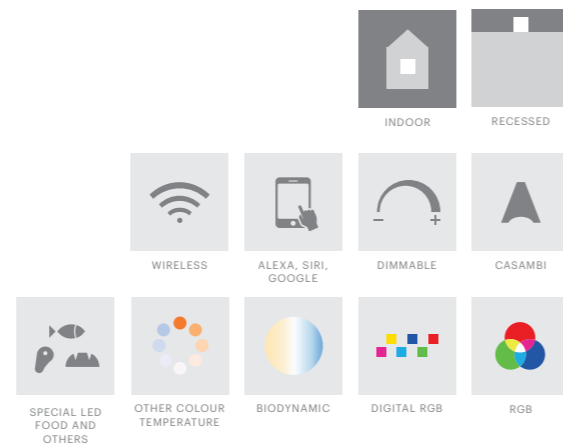 INDOOR
RECESSED
WIRELESS
ALEXA, SIRI,
GOOGLE
DIMMABLE
CASAMBI
SPECIAL LED
FOOD AND
OTHERS
OTHER COLOUR
TEMPERATURE
BIODYNAMIC
DIGITAL RGB
RGB